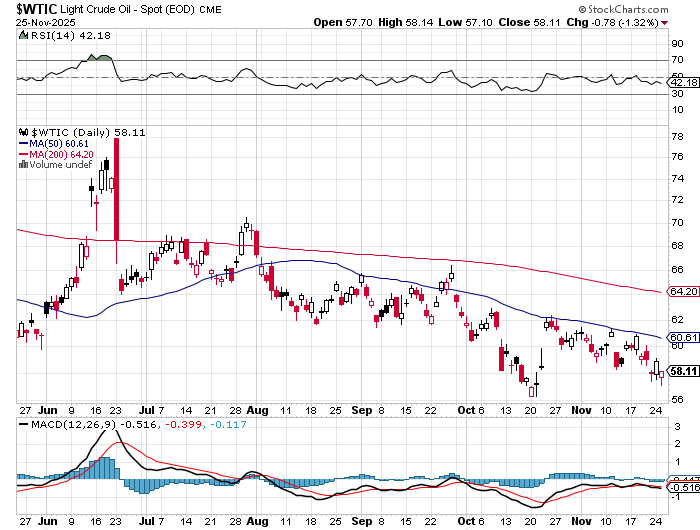 $WTIC Light Crude Oil - Spot (EOD) CME © StockCharts.com
25-Nov-2025 Open 57.70 High 58.14 Low 57.10 Close 58.11 Chg -0.78 (-1.32%)
RSI(14) 42.18
90
70
50
42.18
30
10
$WTIC (Daily) 58.11
MA(50) 60.61
MA(200) 64.20
Volume undef
78
76
74
72
70
68
66
64.20
62
60.61
60
58.11
56
27 Jun 9 16 23 Jul 7 14 21 28 Aug 11 18 25 Sep 8 15 22 Oct 6 13 20 27 Nov 10 17 24
MACD(12,26,9) -0.516, -0.399, -0.117
3
2
1
0
-0.516
-1
27 Jun 9 16 23 Jul 7 14 21 28 Aug 11 18 25 Sep 8 15 22 Oct 6 13 20 27 Nov 10 17 24